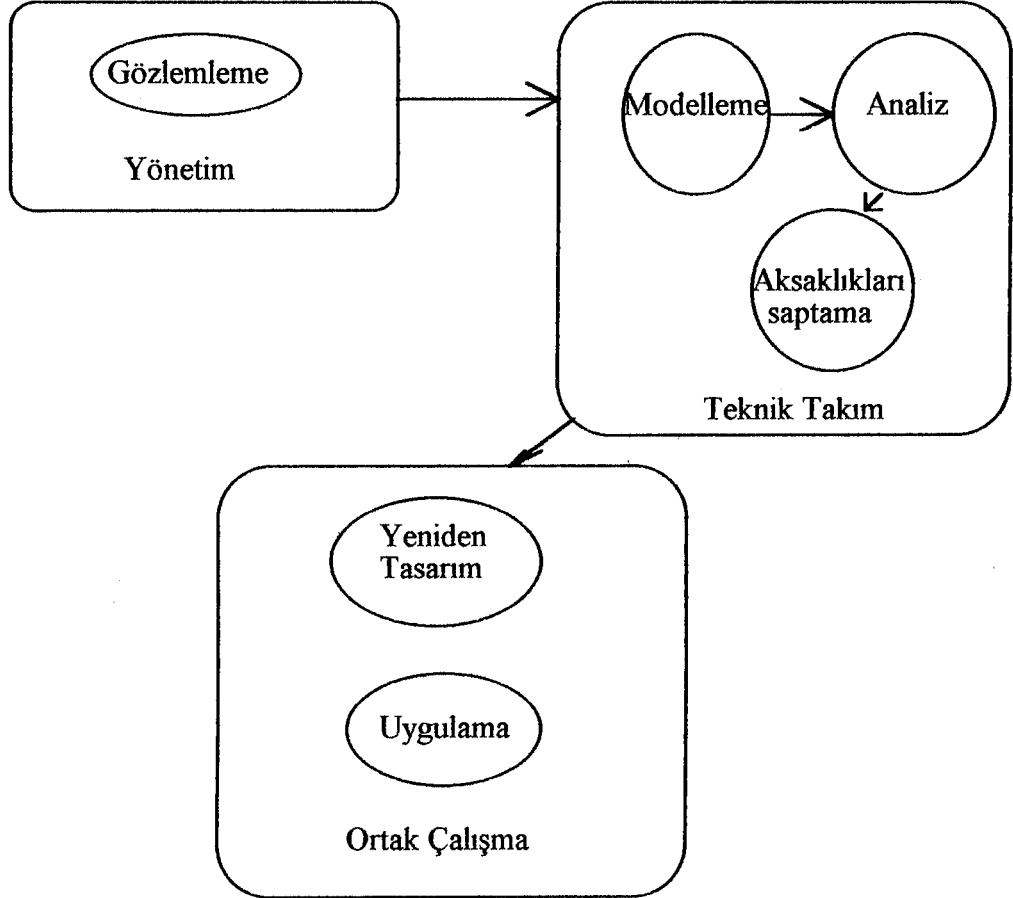 Gözlemleme
Yönetim
Modelleme
Analiz
Aksaklıkları
saptama
Teknik Takım
Yeniden
Tasarım
Uygulama
Ortak Çalışma